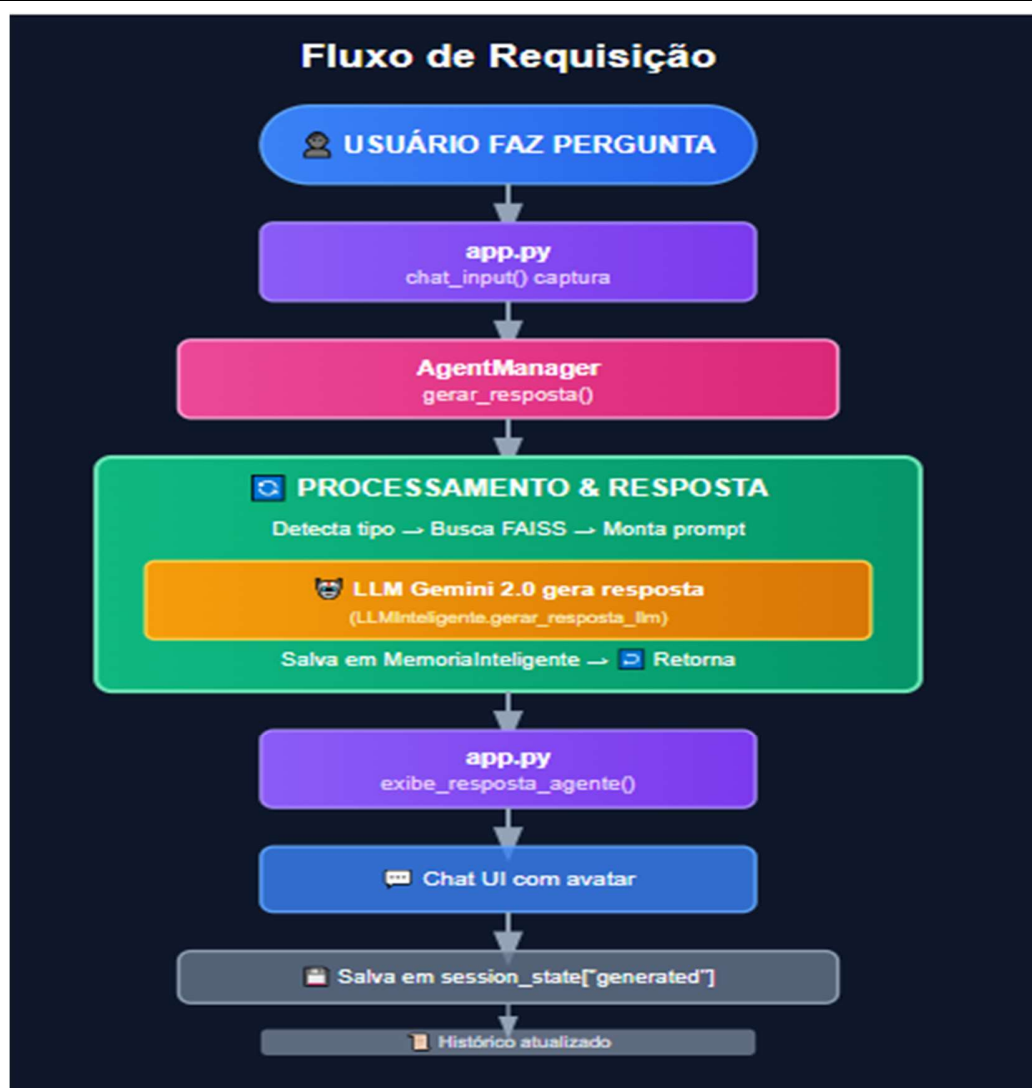 Fluxo de Requisição
USUÁRIO FAZ PERGUNTA
app.py
chat_input() captura
AgentManager
gerar_resposta()
PROCESSAMENTO & RESPOSTA
Detecta tipo → Busca FAISS → Monta prompt
LLM Gemini 2.0 gera resposta
(LLMInteligente.gerar_resposta_llm)
Salva em MemoriaInteligente → Retorna
app.py
exibe_resposta_agente()
Chat UI com avatar
Salva em session_state["generated"]
Histórico atualizado